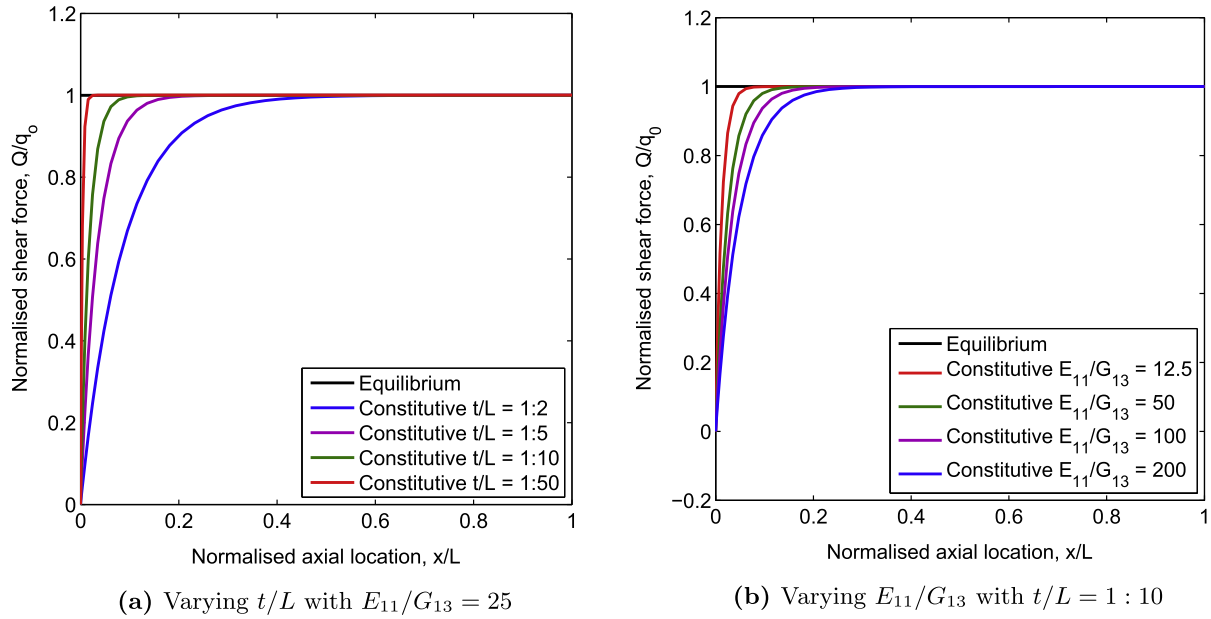 1.2
1
0.8
0.6
0.4
0.2
0
Normalised shear force, Q/qo
Equilibrium
Constitutive t/L = 1:2
Constitutive t/L = 1:5
Constitutive t/L = 1:10
Constitutive t/L = 1:50
0 0.2 0.4 0.6 0.8 1
Normalised axial location, x/L
(a) Varying t/L with E11/G13 = 25
1.2
1
0.8
0.6
0.4
0.2
0
−0.2
Normalised shear force, Q/q0
Equilibrium
Constitutive E11/G13 = 12.5
Constitutive E11/G13 = 50
Constitutive E11/G13 = 100
Constitutive E11/G13 = 200
0 0.2 0.4 0.6 0.8 1
Normalised axial location, x/L
(b) Varying E11/G13 with t/L = 1 : 10